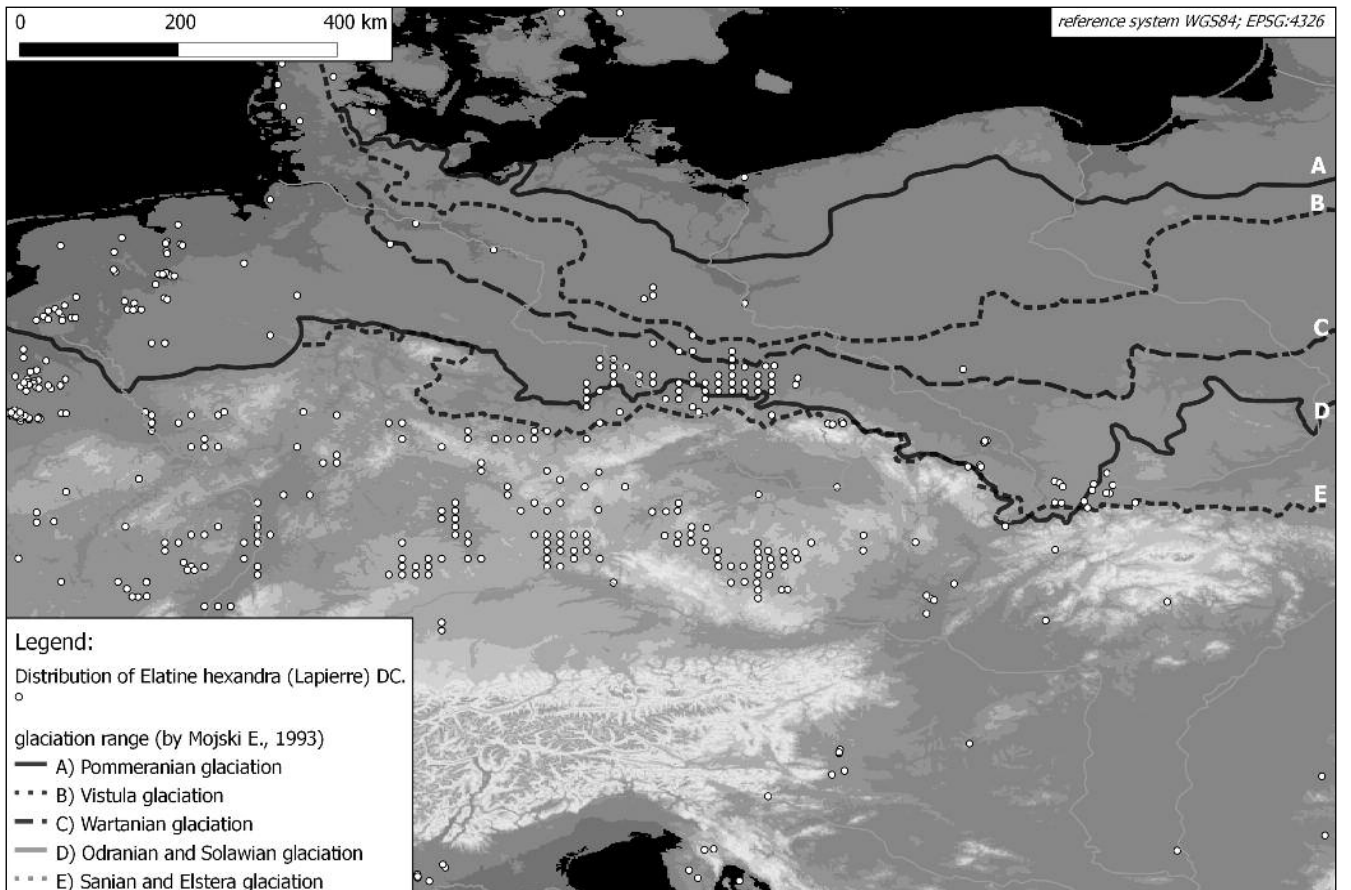 0 200 400 km
reference system WGS84; EPSG:4326
A
B
C
D
E
Legend:
Distribution of Elatine hexandra (Lapierre) DC.
glaciation range (by Mojski E., 1993)
A) Pommeranian glaciation
B) Vistula glaciation
C) Wartanian glaciation
D) Odranian and Solawian glaciation
E) Sanian and Elstera glaciation